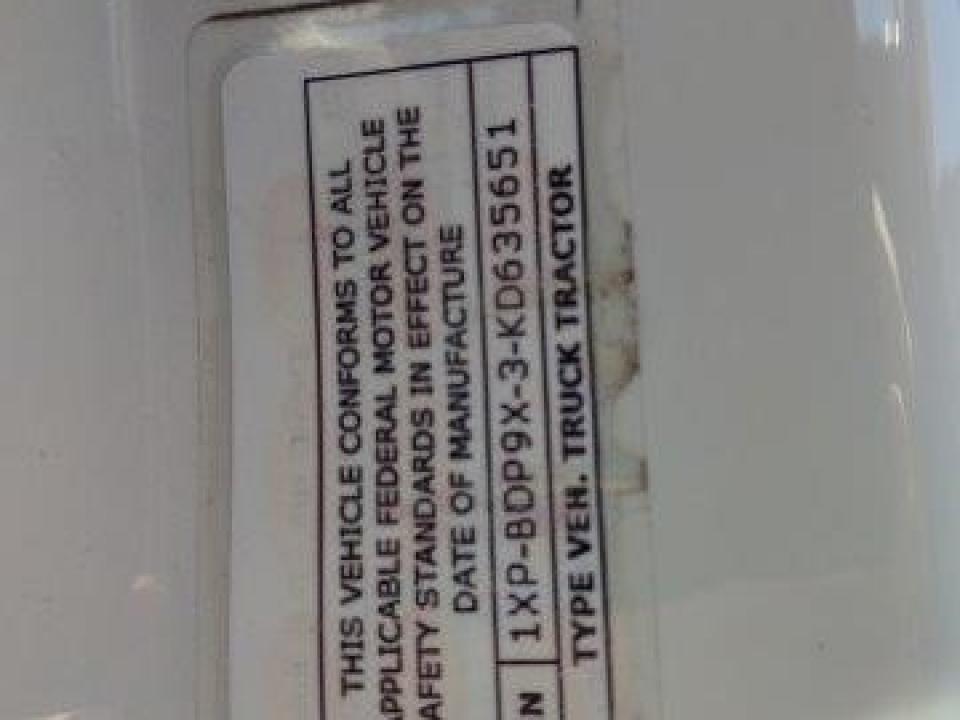 THIS VEHICLE CONFORMS TO ALL
APPLICABLE FEDERAL MOTOR VEHICLE
AFETY STANDARDS IN EFFECT ON THE
DATE OF MANUFACTURE
N 1XP-BDP9X-3-KD635651
TYPE VEH. TRUCK TRACTOR